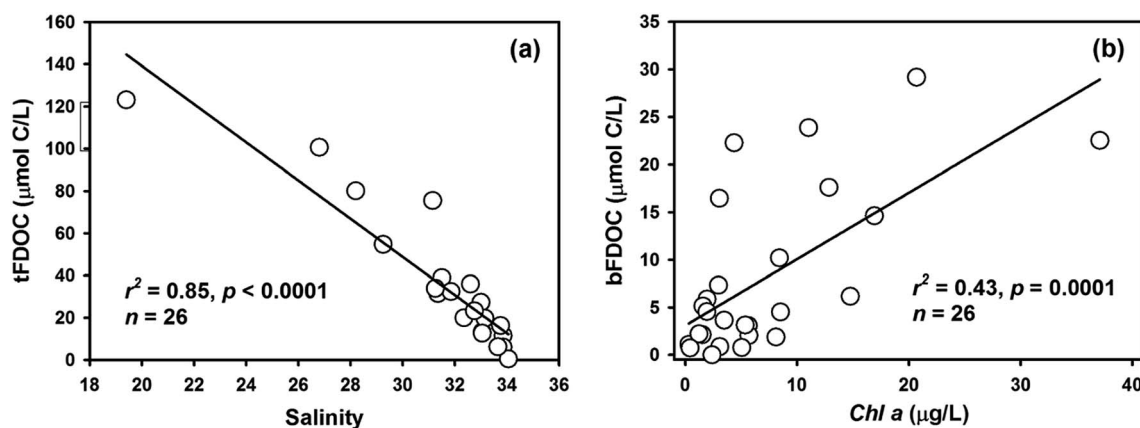 160
140
120
100
80
60
40
20
0
tFDOC (μmol C/L)
(a)
r² = 0.85, p < 0.0001
n = 26
18 20 22 24 26 28 30 32 34 36
Salinity
35
30
25
20
15
10
5
0
bFDOC (μmol C/L)
(b)
r² = 0.43, p = 0.0001
n = 26
0 10 20 30 40
Chl a (μg/L)